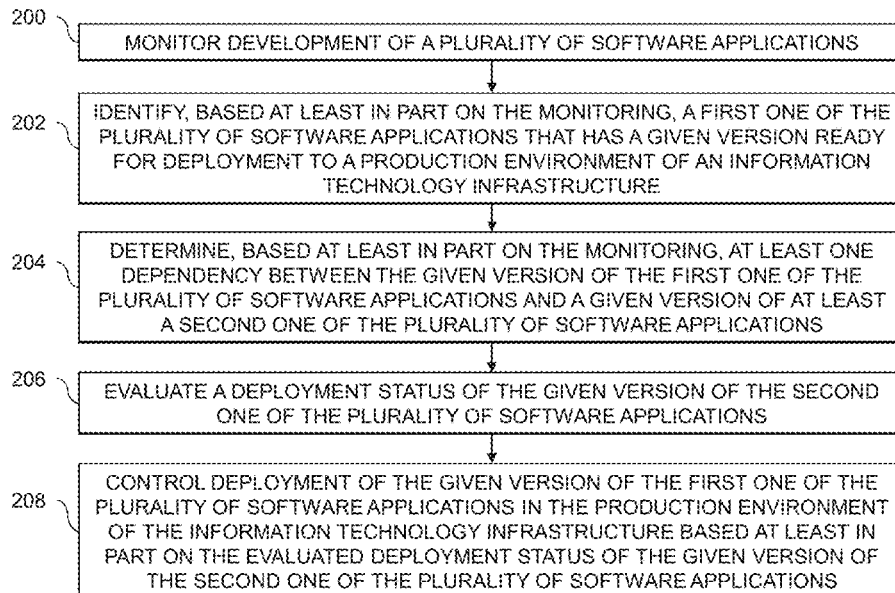 200
MONITOR DEVELOPMENT OF A PLURALITY OF SOFTWARE APPLICATIONS
202
IDENTIFY, BASED AT LEAST IN PART ON THE MONITORING, A FIRST ONE OF THE
PLURALITY OF SOFTWARE APPLICATIONS THAT HAS A GIVEN VERSION READY
FOR DEPLOYMENT TO A PRODUCTION ENVIRONMENT OF AN INFORMATION
TECHNOLOGY INFRASTRUCTURE
204
DETERMINE, BASED AT LEAST IN PART ON THE MONITORING, AT LEAST ONE
DEPENDENCY BETWEEN THE GIVEN VERSION OF THE FIRST ONE OF THE
PLURALITY OF SOFTWARE APPLICATIONS AND A GIVEN VERSION OF AT LEAST
A SECOND ONE OF THE PLURALITY OF SOFTWARE APPLICATIONS
206
EVALUATE A DEPLOYMENT STATUS OF THE GIVEN VERSION OF THE SECOND
ONE OF THE PLURALITY OF SOFTWARE APPLICATIONS
208
CONTROL DEPLOYMENT OF THE GIVEN VERSION OF THE FIRST ONE OF THE
PLURALITY OF SOFTWARE APPLICATIONS IN THE PRODUCTION ENVIRONMENT
OF THE INFORMATION TECHNOLOGY INFRASTRUCTURE BASED AT LEAST IN
PART ON THE EVALUATED DEPLOYMENT STATUS OF THE GIVEN VERSION OF
THE SECOND ONE OF THE PLURALITY OF SOFTWARE APPLICATIONS